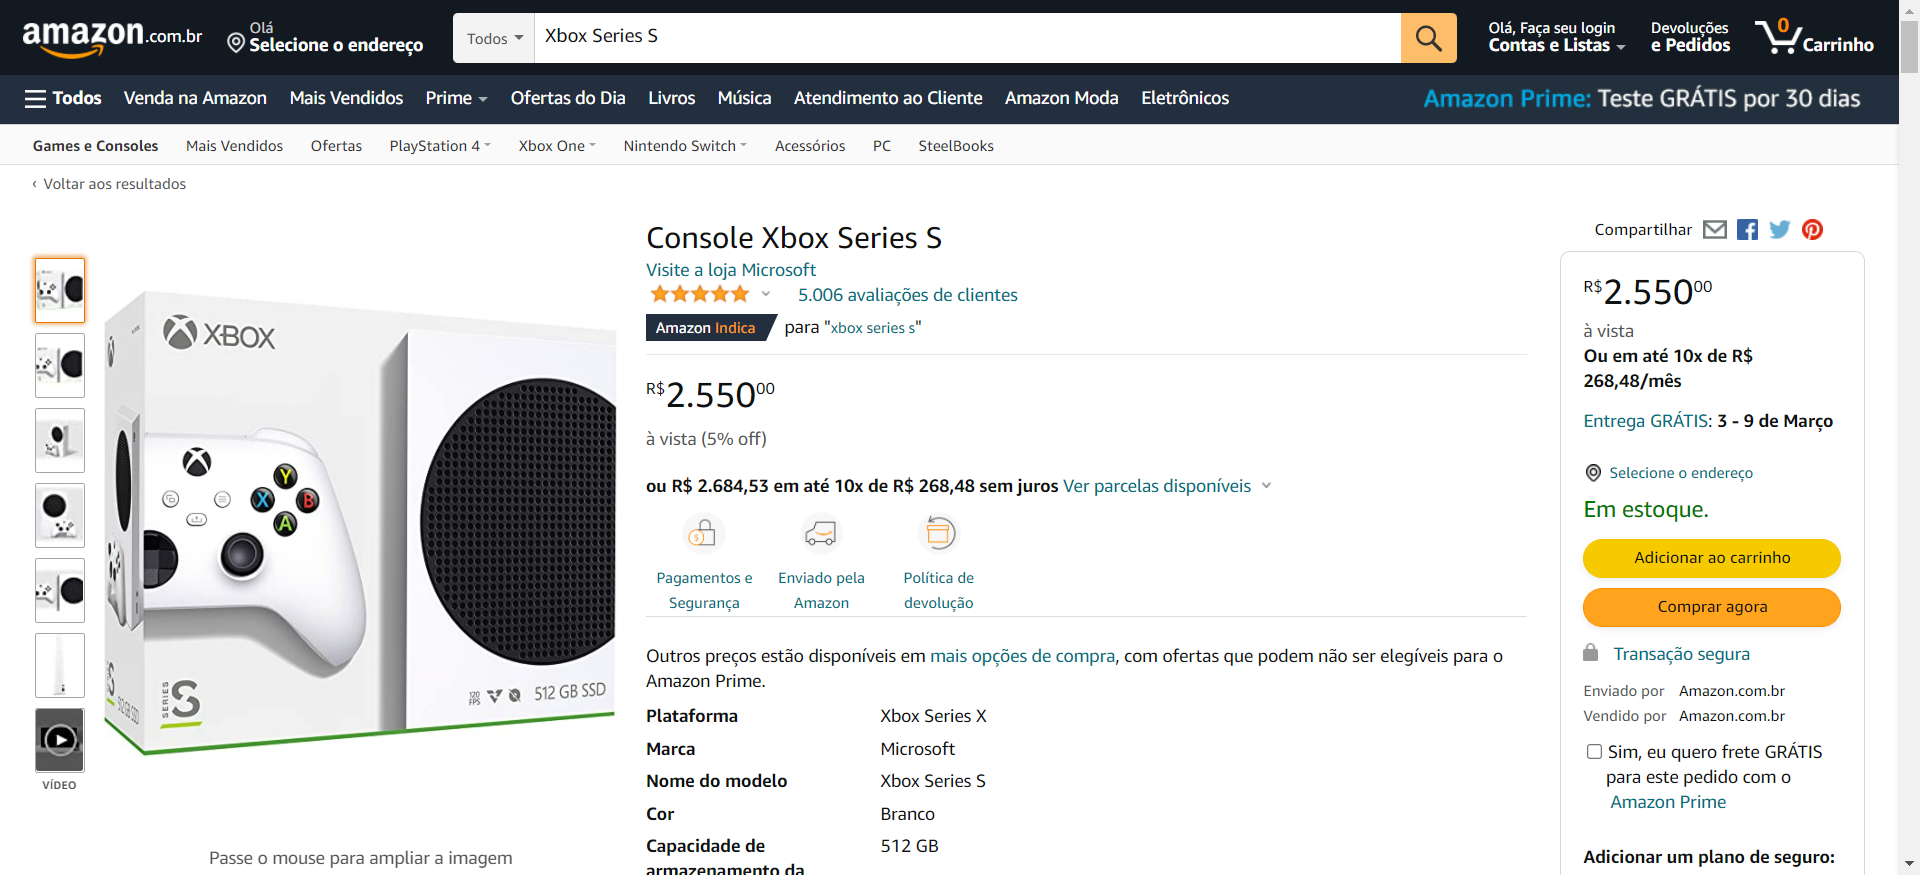 amazon.com.br
Olá
Selecione o endereço
Todos
Xbox Series S
Olá, Faça seu login
Contas e Listas
Devoluções
e Pedidos
0
Carrinho
Todos
Venda na Amazon
Mais Vendidos
Prime
Ofertas do Dia
Livros
Música
Atendimento ao Cliente
Amazon Moda
Eletrônicos
Amazon Prime: Teste GRÁTIS por 30 dias
Games e Consoles
Mais Vendidos
Ofertas
PlayStation 4
Xbox One
Nintendo Switch
Acessórios
PC
SteelBooks
‹ Voltar aos resultados
VÍDEO
XBOX
Y
X
B
A
SERIES
S
120
FPS
512 GB SSD
Passe o mouse para ampliar a imagem
Console Xbox Series S
Visite a loja Microsoft
5.006 avaliações de clientes
Amazon Indica para "xbox series s"
R$2.55000
à vista (5% off)
ou R$ 2.684,53 em até 10x de R$ 268,48 sem juros Ver parcelas disponíveis
Pagamentos e
Segurança
Enviado pela
Amazon
Política de
devolução
Outros preços estão disponíveis em mais opções de compra, com ofertas que podem não ser elegíveis para o
Amazon Prime.
Plataforma Xbox Series X
Marca Microsoft
Nome do modelo Xbox Series S
Cor Branco
Capacidade de 512 GB
armazenamento da
Compartilhar
R$2.55000
à vista
Ou em até 10x de R$
268,48/mês
Entrega GRÁTIS: 3 - 9 de Março
Selecione o endereço
Em estoque.
Adicionar ao carrinho
Comprar agora
Transação segura
Enviado por Amazon.com.br
Vendido por Amazon.com.br
Sim, eu quero frete GRÁTIS
para este pedido com o
Amazon Prime
Adicionar um plano de seguro: